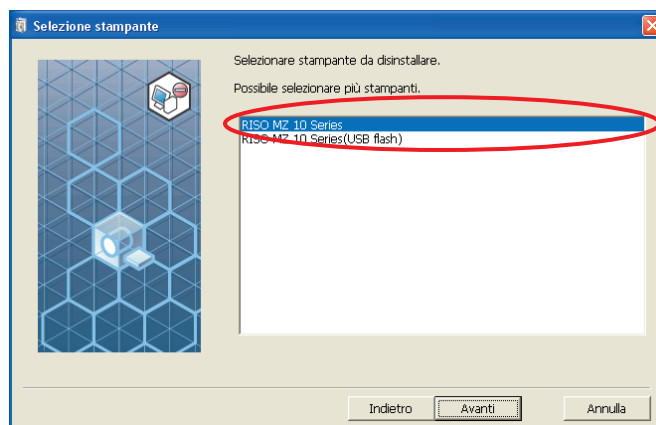 Selezione stampante
Selezionare stampante da disinstallare.
Possibile selezionare più stampanti.
RISO MZ 10 Series
RISO MZ 10 Series(USB flash)
Indietro
Avanti
Annulla